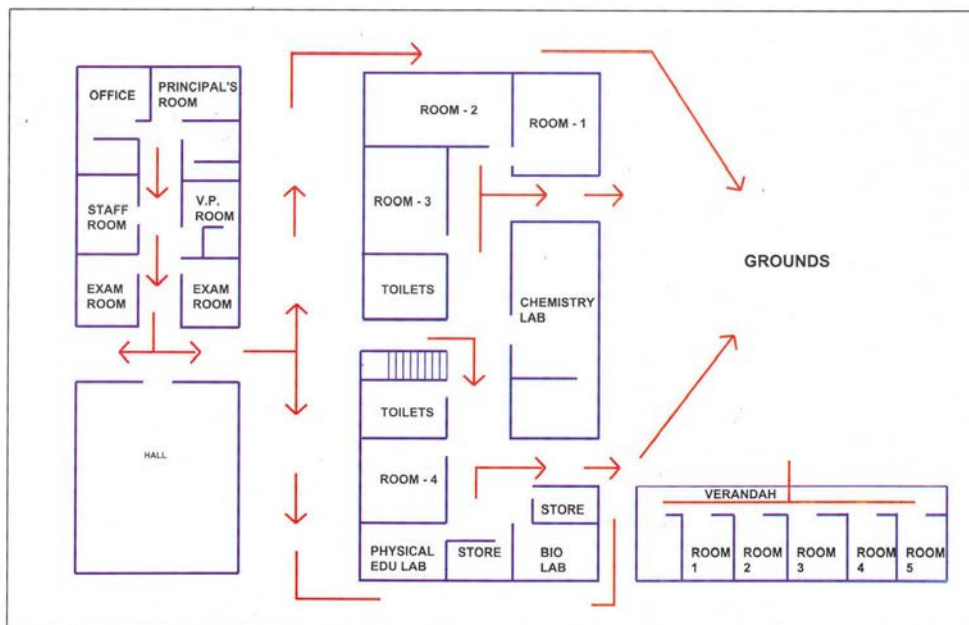 OFFICE
PRINCIPAL'S
ROOM
STAFF
ROOM
V.P.
ROOM
EXAM
ROOM
EXAM
ROOM
HALL
ROOM - 2
ROOM - 1
ROOM - 3
TOILETS
CHEMISTRY
LAB
TOILETS
ROOM - 4
PHYSICAL
EDU LAB
STORE
STORE
BIO
LAB
GROUNDS
VERANDAH
ROOM
1
ROOM
2
ROOM
3
ROOM
4
ROOM
5